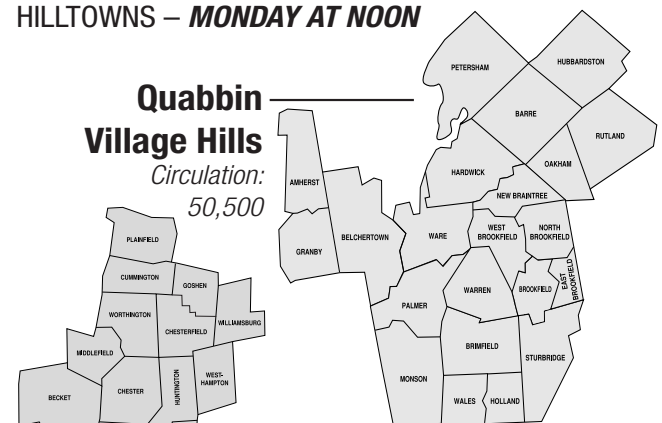 HILLTOWNS – MONDAY AT NOON
Quabbin
Village Hills
Circulation:
50,500
PETERSHAM
HUBBARDSTON
BARRE
RUTLAND
HARDWICK
OAKHAM
NEW BRAINTREE
AMHERST
GRANBY
BELCHERTOWN
WARE
WEST
BROOKFIELD
NORTH
BROOKFIELD
PALMER
WARREN
BROOKFIELD
EAST
BROOKFIELD
BRIMFIELD
STURBRIDGE
MONSON
WALES
HOLLAND
PLAINFIELD
CUMMINGTON
GOSHEN
WORTHINGTON
CHESTERFIELD
WILLIAMSBURG
MIDDLEFIELD
BECKET
CHESTER
HUNTINGTON
WEST-
HAMPTON